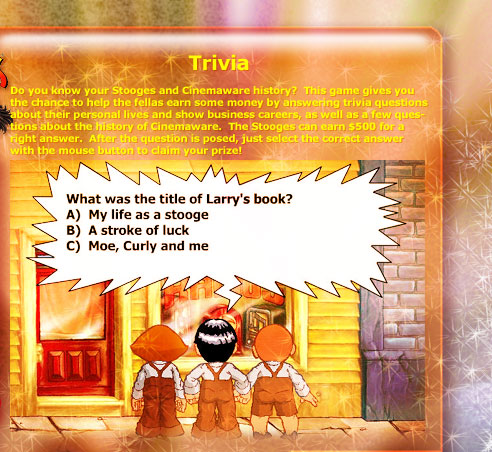 Trivia
Do you know your Stooges and Cinemaware history?  This game gives you
the chance to help the fellas earn some money by answering trivia questions
about their personal lives and show business careers, as well as a few ques-
tions about the history of Cinemaware.  The Stooges can earn $500 for a
right answer.  After the question is posed, just select the correct answer
with the mouse button to claim your prize!
What was the title of Larry's book?
A)  My life as a stooge
B)  A stroke of luck
C)  Moe, Curly and me